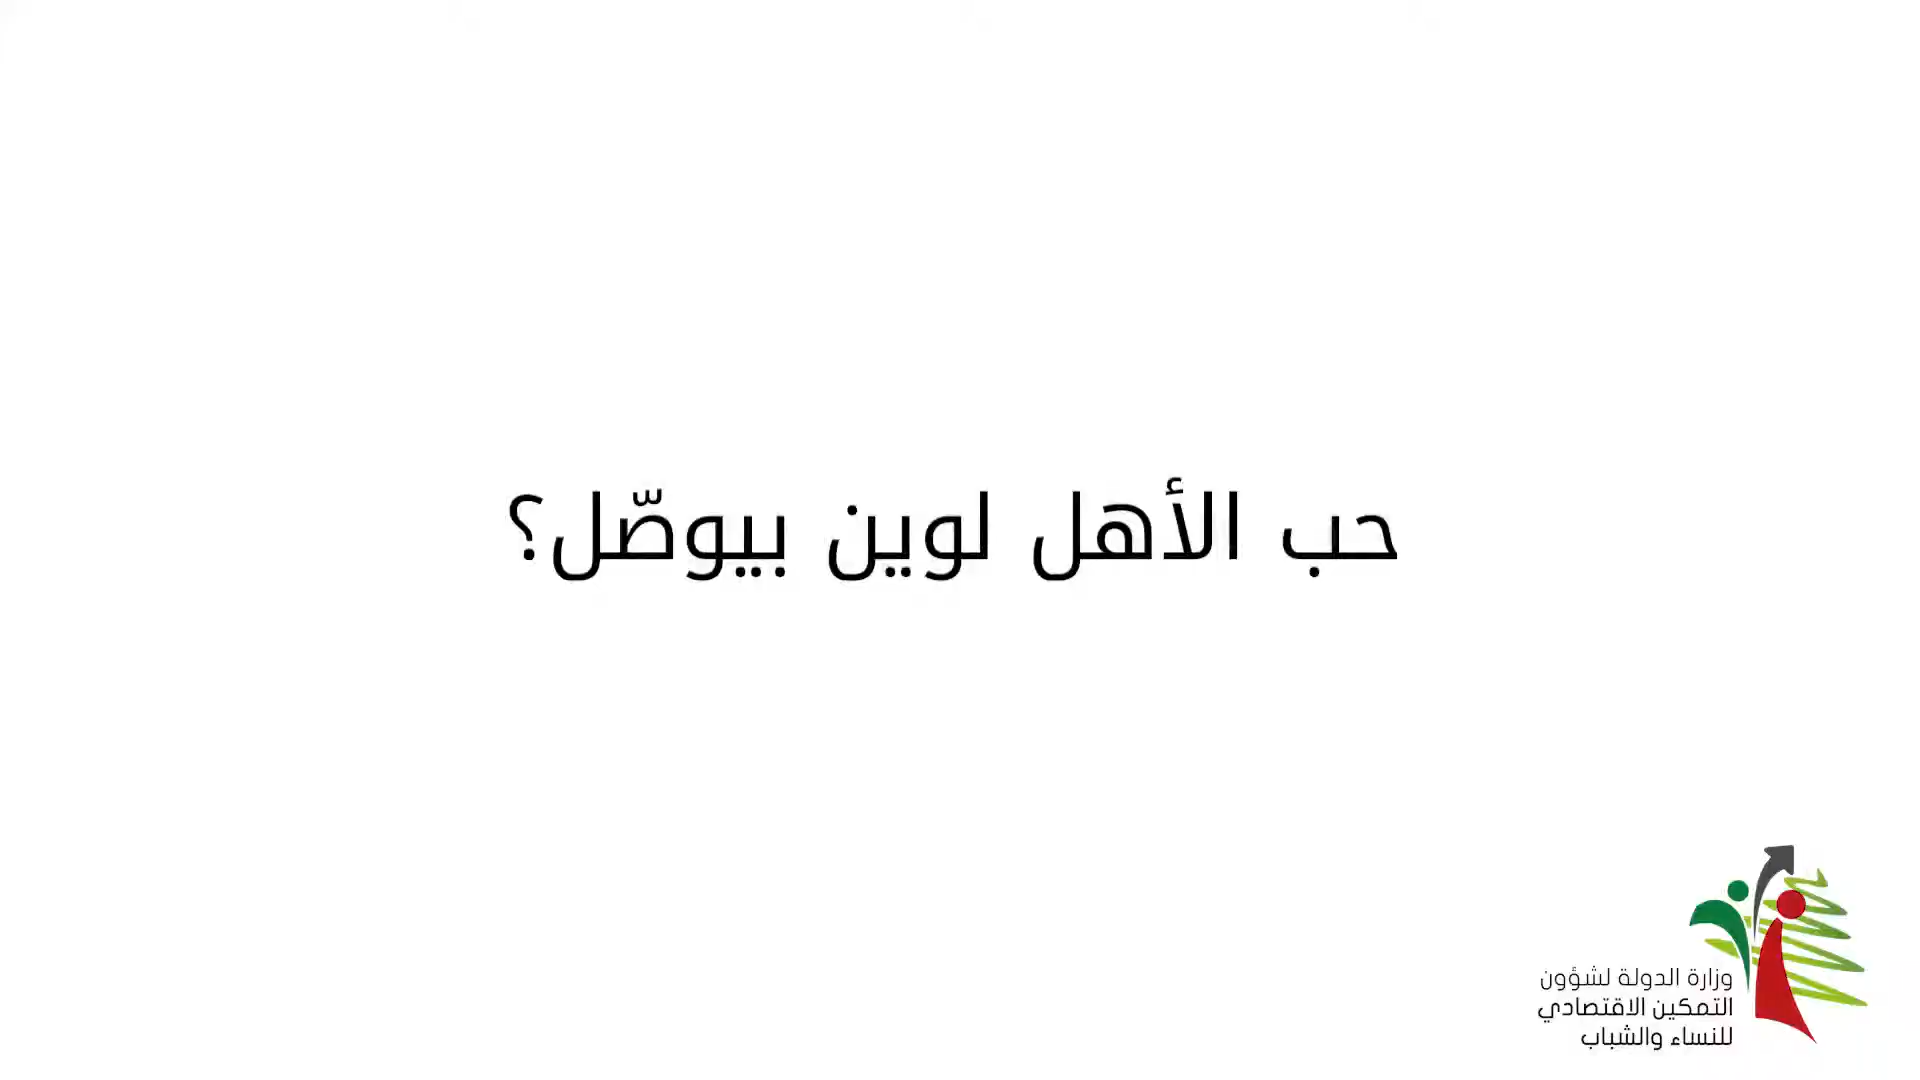 حب الأهل لوين بيوصّل؟
وزارة الدولة لشؤون
التمكين الاقتصادي
للنساء والشباب